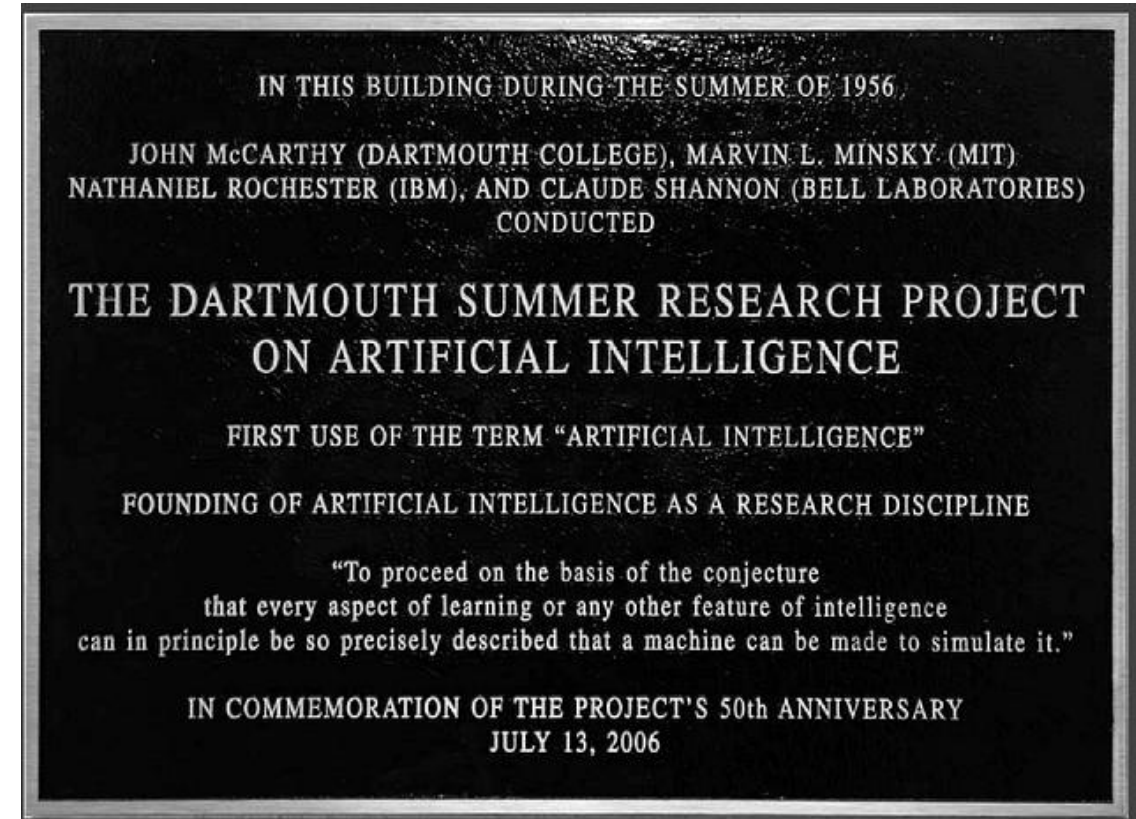 IN THIS BUILDING DURING THE SUMMER OF 1956
JOHN McCARTHY (DARTMOUTH COLLEGE), MARVIN L. MINSKY (MIT)
NATHANIEL ROCHESTER (IBM), AND CLAUDE SHANNON (BELL LABORATORIES)
CONDUCTED
THE DARTMOUTH SUMMER RESEARCH PROJECT
ON ARTIFICIAL INTELLIGENCE
FIRST USE OF THE TERM “ARTIFICIAL INTELLIGENCE”
FOUNDING OF ARTIFICIAL INTELLIGENCE AS A RESEARCH DISCIPLINE
“To proceed on the basis of the conjecture
that every aspect of learning or any other feature of intelligence
can in principle be so precisely described that a machine can be made to simulate it.”
IN COMMEMORATION OF THE PROJECT’S 50th ANNIVERSARY
JULY 13, 2006